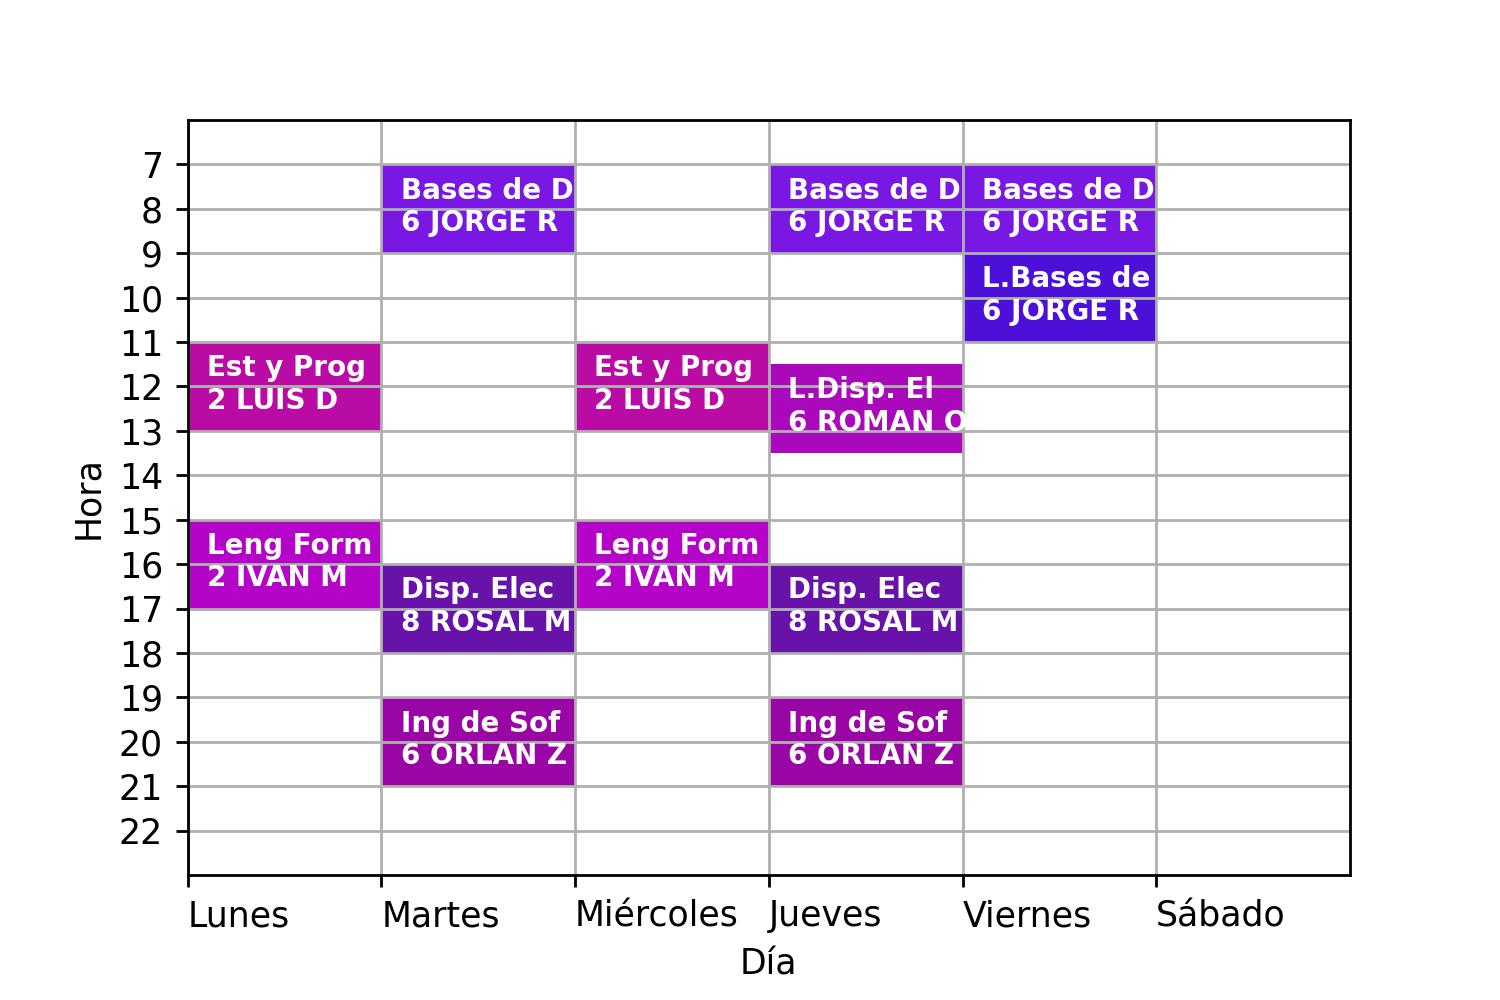 7
Bases de D
6 JORGE R
Bases de D
6 JORGE R
Bases de D
6 JORGE R
8
9
L.Bases de
6 JORGE R
10
11
Est y Prog
2 LUIS D
Est y Prog
2 LUIS D
L.Disp. El
6 ROMAN O
12
13
14
15
Leng Form
2 IVAN M
Leng Form
2 IVAN M
16
Disp. Elec
8 ROSAL M
Disp. Elec
8 ROSAL M
17
18
19
Ing de Sof
6 ORLAN Z
Ing de Sof
6 ORLAN Z
20
21
22
Hora
Lunes Martes Miércoles Jueves Viernes Sábado
Día